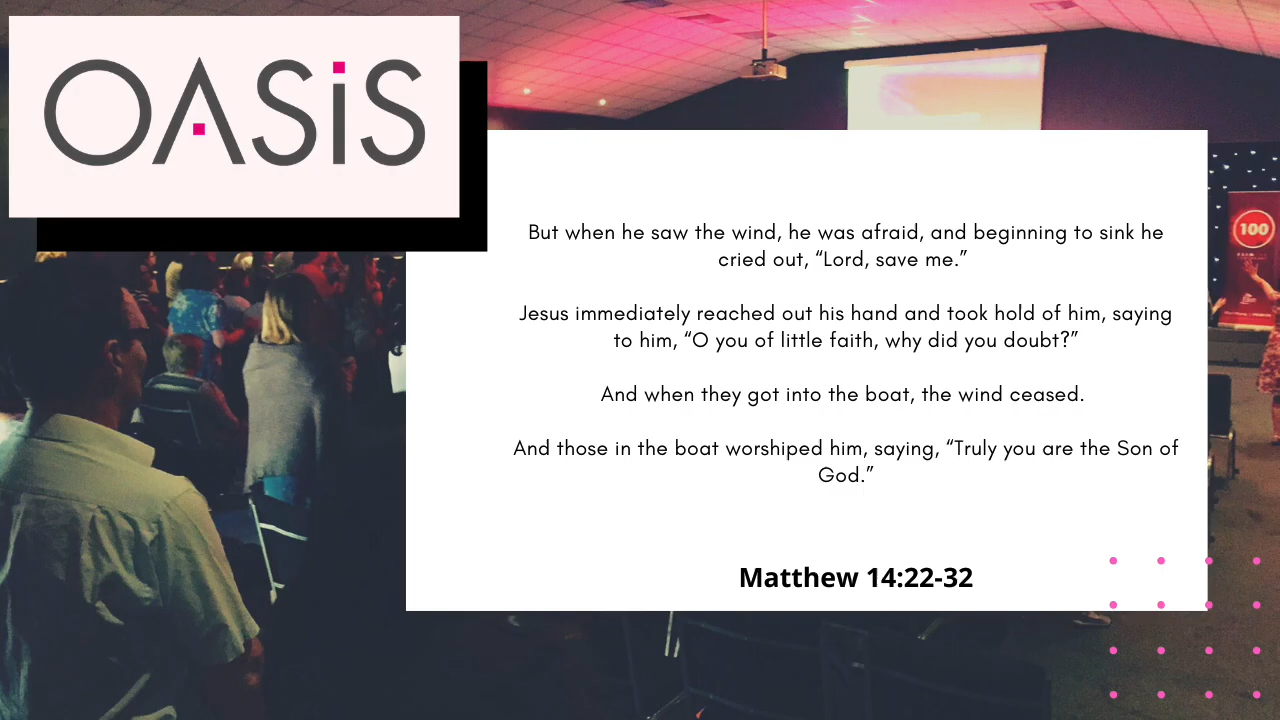 OASiS
But when he saw the wind, he was afraid, and beginning to sink he
cried out, “Lord, save me.”
Jesus immediately reached out his hand and took hold of him, saying
to him, “O you of little faith, why did you doubt?”
And when they got into the boat, the wind ceased.
And those in the boat worshiped him, saying, “Truly you are the Son of
God.”
Matthew 14:22-32
100